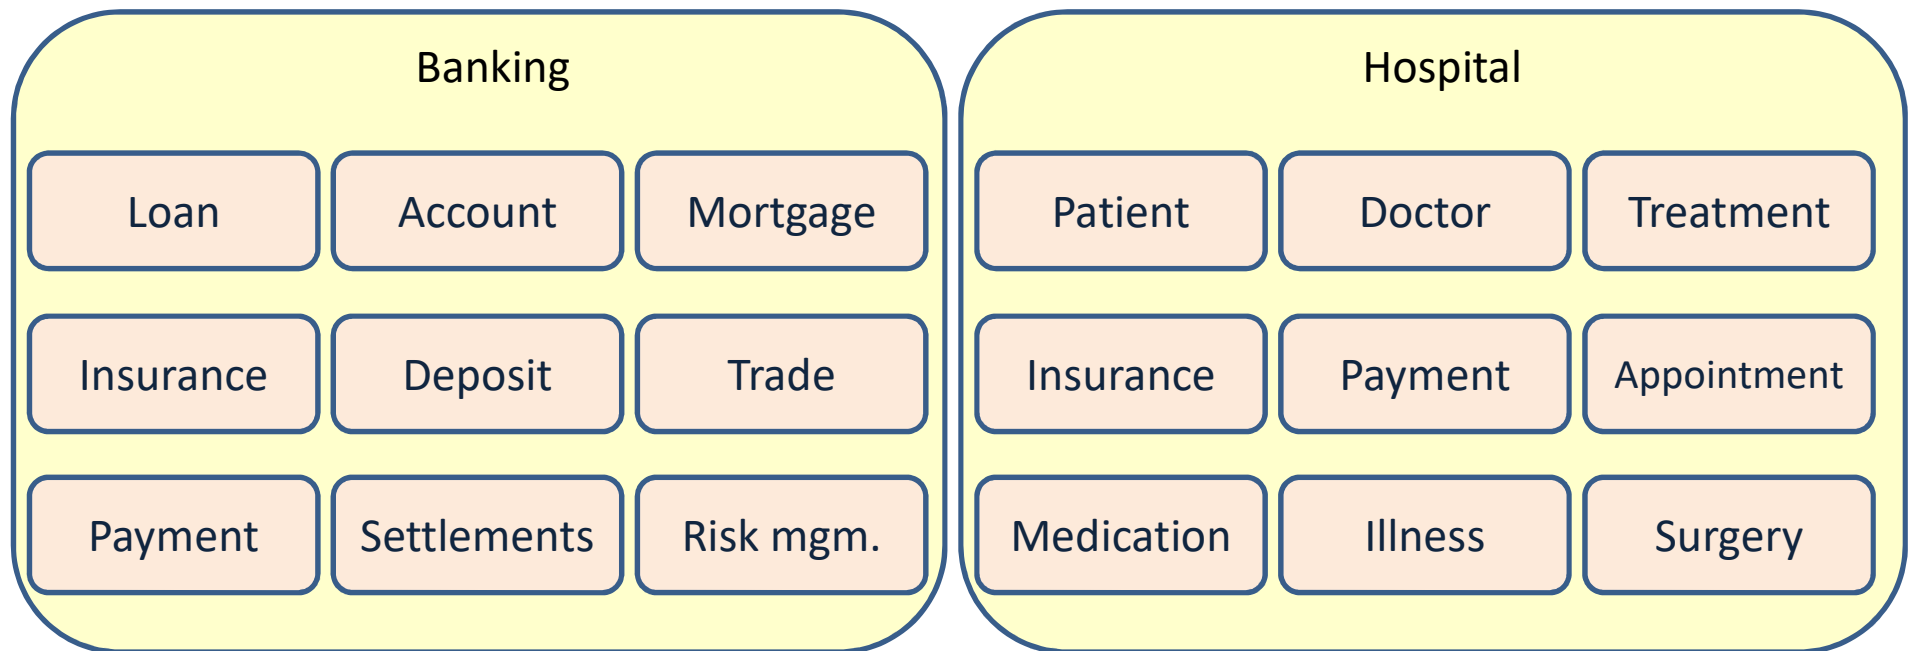 Banking
Loan
Account
Mortgage
Insurance
Deposit
Trade
Payment
Settlements
Risk mgm.
Hospital
Patient
Doctor
Treatment
Insurance
Payment
Appointment
Medication
Illness
Surgery